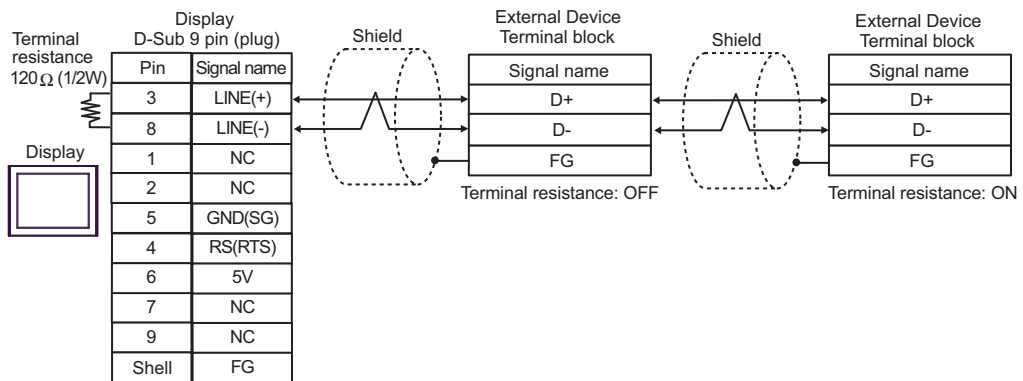 Terminal
resistance
120Ω (1/2W)
Display
Display
D-Sub 9 pin (plug)
Pin Signal name
3 LINE(+)
8 LINE(-)
1 NC
2 NC
5 GND(SG)
4 RS(RTS)
6 5V
7 NC
9 NC
Shell FG
Shield
External Device
Terminal block
Signal name
D+
D-
FG
Terminal resistance: OFF
Shield
External Device
Terminal block
Signal name
D+
D-
FG
Terminal resistance: ON